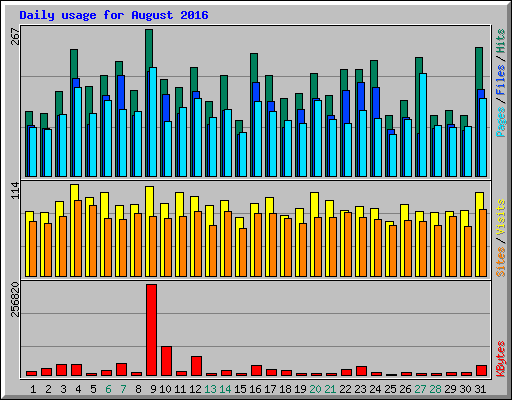 Daily usage for August 2016
267
Pages / Files / Hits
114
Sites / Visits
256820
KBytes
1 2 3 4 5 6 7 8 9 10 11 12 13 14 15 16 17 18 19 20 21 22 23 24 25 26 27 28 29 30 31